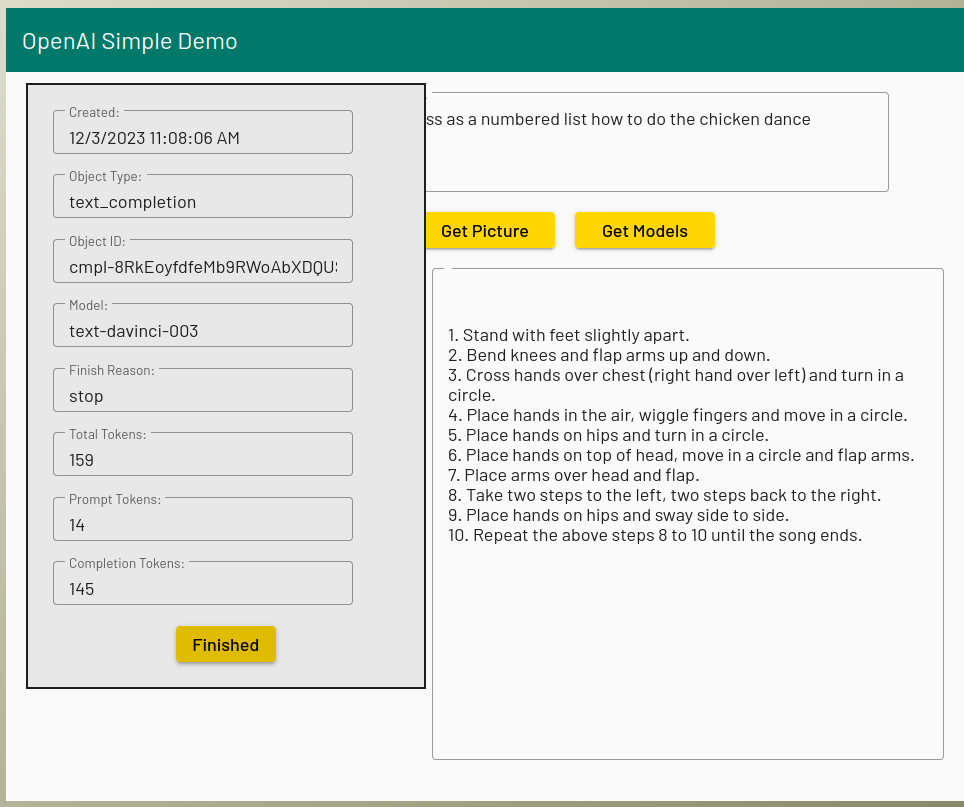 OpenAI Simple Demo
Created:
12/3/2023 11:08:06 AM
Object Type:
text_completion
Object ID:
cmpl-8RkEoyfdfeMb9RWoAbXDQU
Model:
text-davinci-003
Finish Reason:
stop
Total Tokens:
159
Prompt Tokens:
14
Completion Tokens:
145
Finished
ss as a numbered list how to do the chicken dance
Get Picture
Get Models
1. Stand with feet slightly apart.
2. Bend knees and flap arms up and down.
3. Cross hands over chest (right hand over left) and turn in a
circle.
4. Place hands in the air, wiggle fingers and move in a circle.
5. Place hands on hips and turn in a circle.
6. Place hands on top of head, move in a circle and flap arms.
7. Place arms over head and flap.
8. Take two steps to the left, two steps back to the right.
9. Place hands on hips and sway side to side.
10. Repeat the above steps 8 to 10 until the song ends.